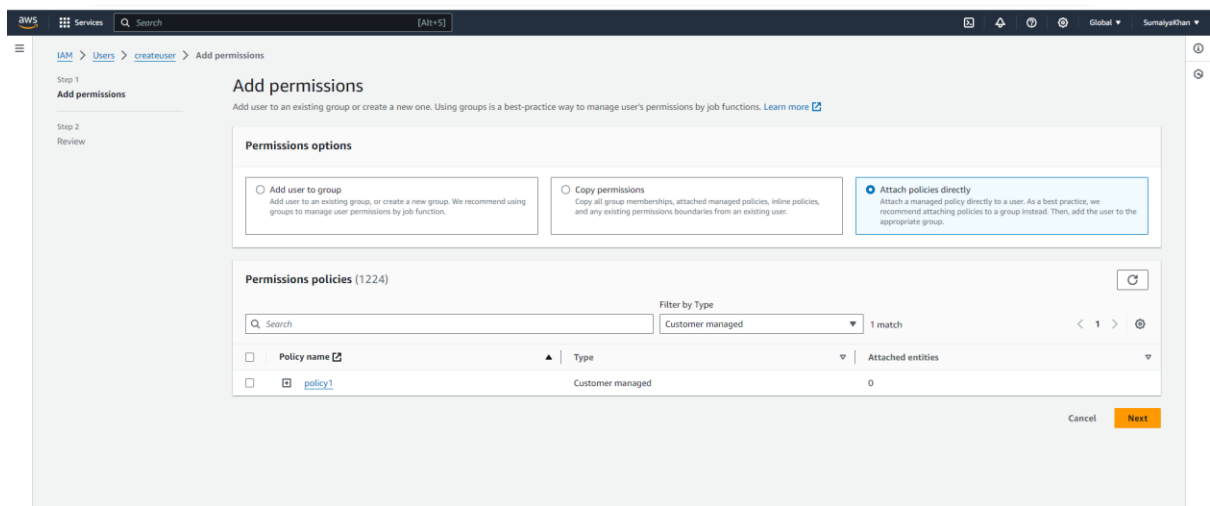 aws Services Search [Alt+S] Global SumaiyaKhan
IAM > Users > createuser > Add permissions
Step 1
Add permissions
Step 2
Review
Add permissions
Add user to an existing group or create a new one. Using groups is a best-practice way to manage user's permissions by job functions. Learn more
Permissions options
Add user to group
Add user to an existing group, or create a new group. We recommend using
groups to manage user permissions by job function.
Copy permissions
Copy all group memberships, attached managed policies, inline policies,
and any existing permissions boundaries from an existing user.
Attach policies directly
Attach a managed policy directly to a user. As a best practice, we
recommend attaching policies to a group instead. Then, add the user to the
appropriate group.
Permissions policies (1224)
Filter by Type
Search Customer managed 1 match < 1 >
Policy name Type Attached entities
policy1 Customer managed 0
Cancel Next